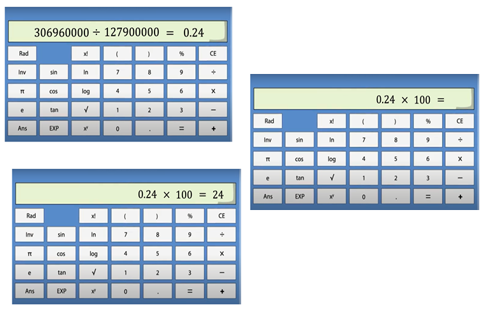 306960000 ÷ 127900000 = 0.24
Rad x! ( ) % CE
Inv sin ln 7 8 9 ÷
π cos log 4 5 6 x
e tan √ 1 2 3 −
Ans EXP x² 0 . = +
0.24 × 100 =
Rad x! ( ) % CE
Inv sin ln 7 8 9 ÷
π cos log 4 5 6 x
e tan √ 1 2 3 −
Ans EXP x² 0 . = +
0.24 × 100 = 24
Rad x! ( ) % CE
Inv sin ln 7 8 9 ÷
π cos log 4 5 6 x
e tan √ 1 2 3 −
Ans EXP x² 0 . = +